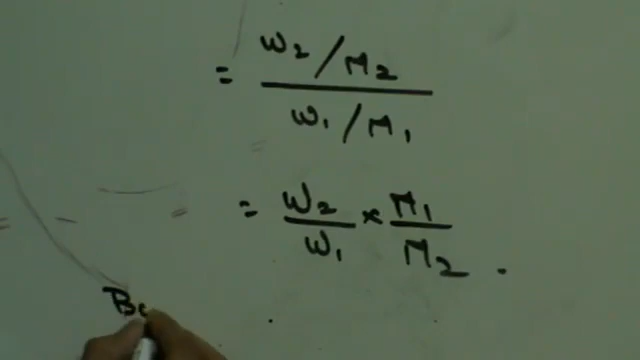 = W₂/M₂ / W₁/M₁
= W₂/W₁ × M₁/M₂ .